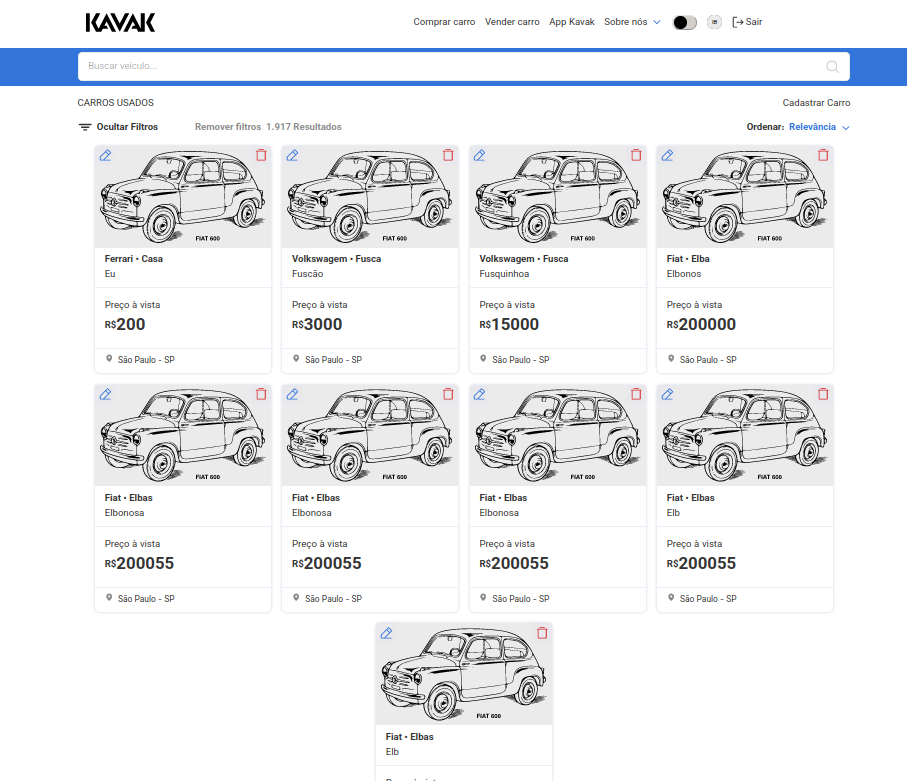 KAVAK
Comprar carro Vender carro App Kavak Sobre nós IB Sair
Buscar veículo...
CARROS USADOS Cadastrar Carro
Ocultar Filtros Remover filtros 1.917 Resultados Ordenar: Relevância
FIAT 600 FIAT 600 FIAT 600 FIAT 600
Ferrari • Casa Volkswagem • Fusca Volkswagem • Fusca Fiat • Elba
Eu Fuscão Fusquinhoa Elbonos
Preço à vista Preço à vista Preço à vista Preço à vista
R$200 R$3000 R$15000 R$200000
São Paulo - SP São Paulo - SP São Paulo - SP São Paulo - SP
FIAT 600 FIAT 600 FIAT 600 FIAT 600
Fiat • Elbas Fiat • Elbas Fiat • Elbas Fiat • Elbas
Elbonosa Elbonosa Elbonosa Elb
Preço à vista Preço à vista Preço à vista Preço à vista
R$200055 R$200055 R$200055 R$200055
São Paulo - SP São Paulo - SP São Paulo - SP São Paulo - SP
FIAT 600
Fiat • Elbas
Elb